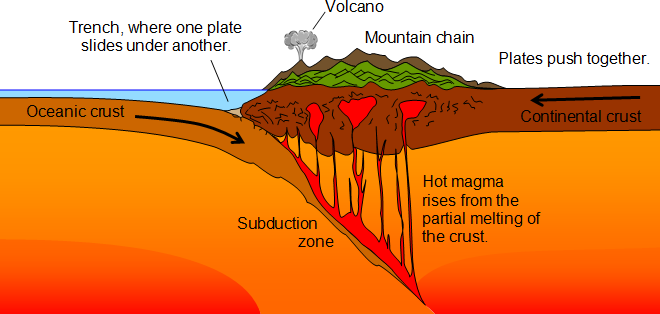 Volcano
Trench, where one plate
slides under another.
Mountain chain
Plates push together.
Oceanic crust
Continental crust
Hot magma
rises from the
partial melting of
the crust.
Subduction
zone